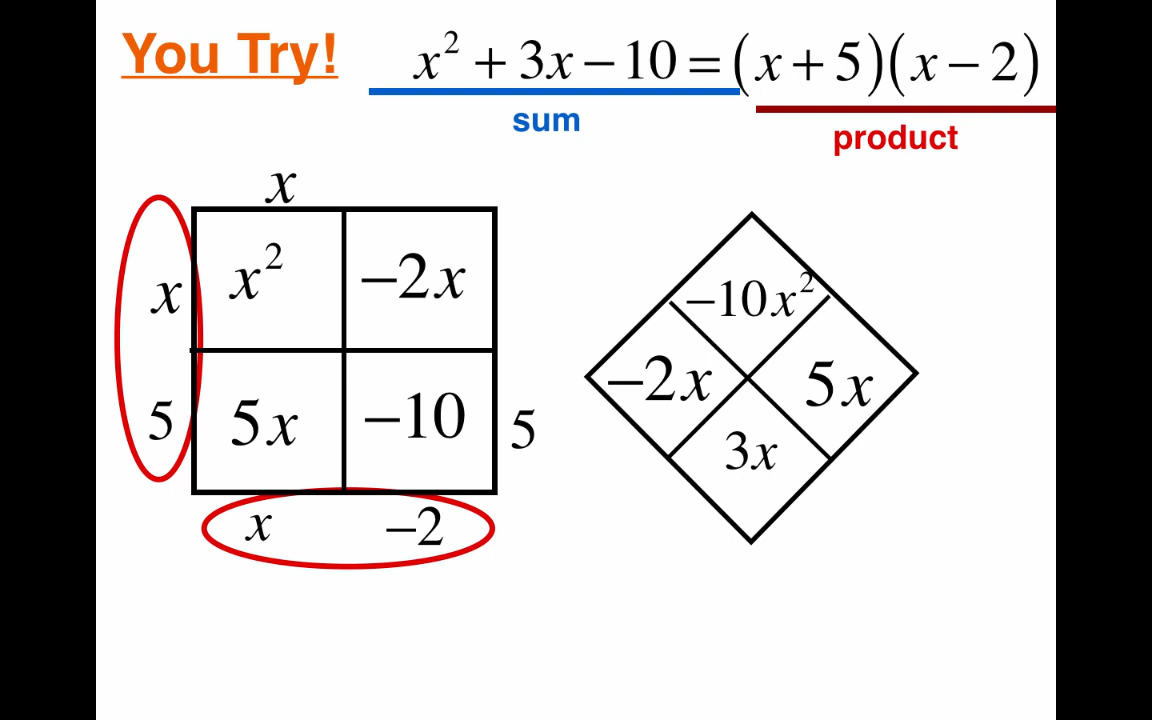 You Try! x² + 3x − 10 = (x + 5)(x − 2)
sum
product
x
x x² −2x
5 5x −10 5
x −2
−10x²
−2x 5x
3x